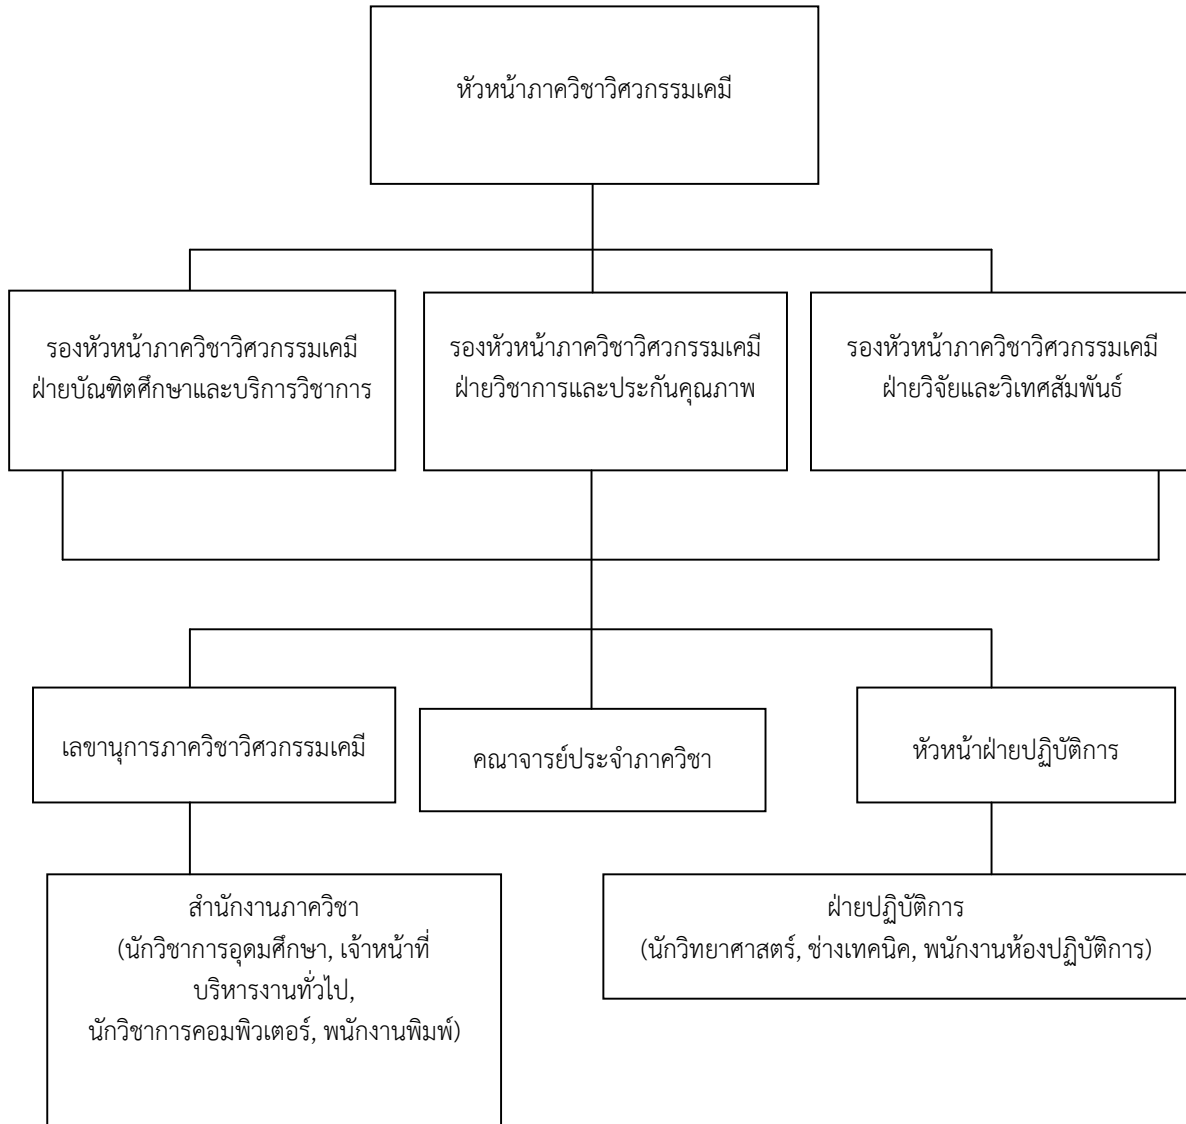 หัวหน้าภาควิชาวิศวกรรมเคมี
รองหัวหน้าภาควิชาวิศวกรรมเคมี
ฝ่ายบัณฑิตศึกษาและบริการวิชาการ
รองหัวหน้าภาควิชาวิศวกรรมเคมี
ฝ่ายวิชาการและประกันคุณภาพ
รองหัวหน้าภาควิชาวิศวกรรมเคมี
ฝ่ายวิจัยและวิเทศสัมพันธ์
เลขานุการภาควิชาวิศวกรรมเคมี
คณาจารย์ประจำภาควิชา
หัวหน้าฝ่ายปฏิบัติการ
สำนักงานภาควิชา
(นักวิชาการอุดมศึกษา, เจ้าหน้าที่
บริหารงานทั่วไป,
นักวิชาการคอมพิวเตอร์, พนักงานพิมพ์)
ฝ่ายปฏิบัติการ
(นักวิทยาศาสตร์, ช่างเทคนิค, พนักงานห้องปฏิบัติการ)